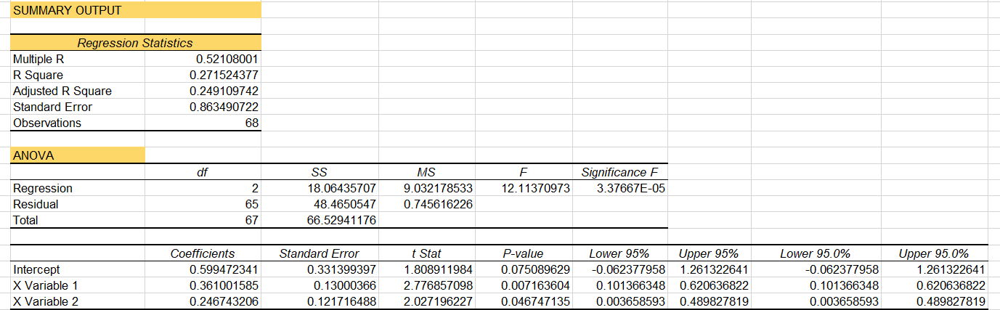 SUMMARY OUTPUT
Regression Statistics
Multiple R 0.52108001
R Square 0.271524377
Adjusted R Square 0.249109742
Standard Error 0.863490722
Observations 68
ANOVA
df SS MS F Significance F
Regression 2 18.06435707 9.032178533 12.11370973 3.37667E-05
Residual 65 48.4650547 0.745616226
Total 67 66.52941176
Coefficients Standard Error t Stat P-value Lower 95% Upper 95% Lower 95.0% Upper 95.0%
Intercept 0.599472341 0.331399397 1.808911984 0.075089629 -0.062377958 1.261322641 -0.062377958 1.261322641
X Variable 1 0.361001585 0.13000366 2.776857098 0.007163604 0.101366348 0.620636822 0.101366348 0.620636822
X Variable 2 0.246743206 0.121716488 2.027196227 0.046747135 0.003658593 0.489827819 0.003658593 0.489827819